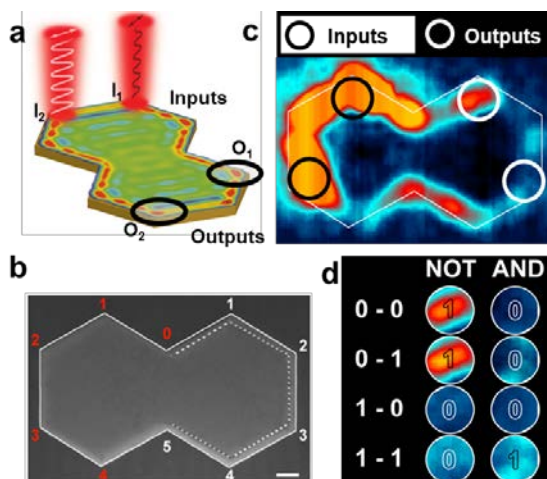 a
I1
I2
Inputs
O1
O2
Outputs
c
Inputs
Outputs
b
1
2
3
4
0
5
1
2
3
4
d
NOT AND
0 - 0 1 0
0 - 1 1 0
1 - 0 0 0
1 - 1 0 1